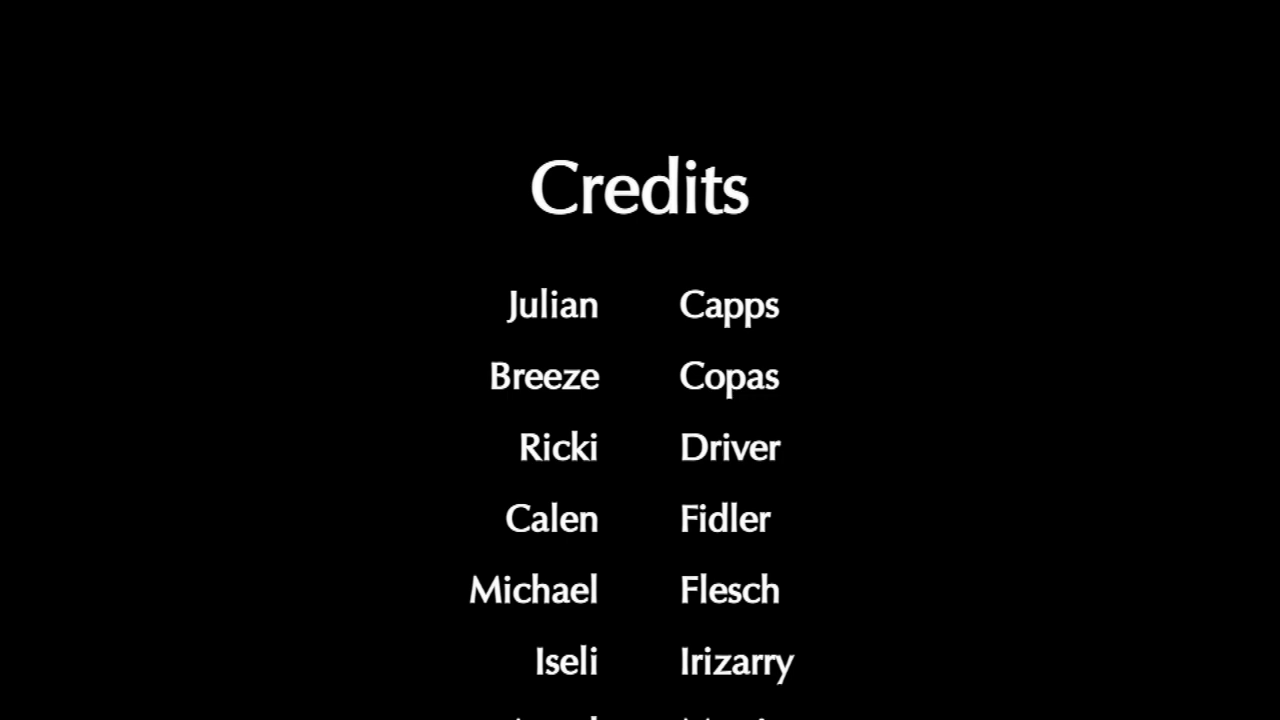 Credits
Julian Capps
Breeze Copas
Ricki Driver
Calen Fidler
Michael Flesch
Iseli Irizarry